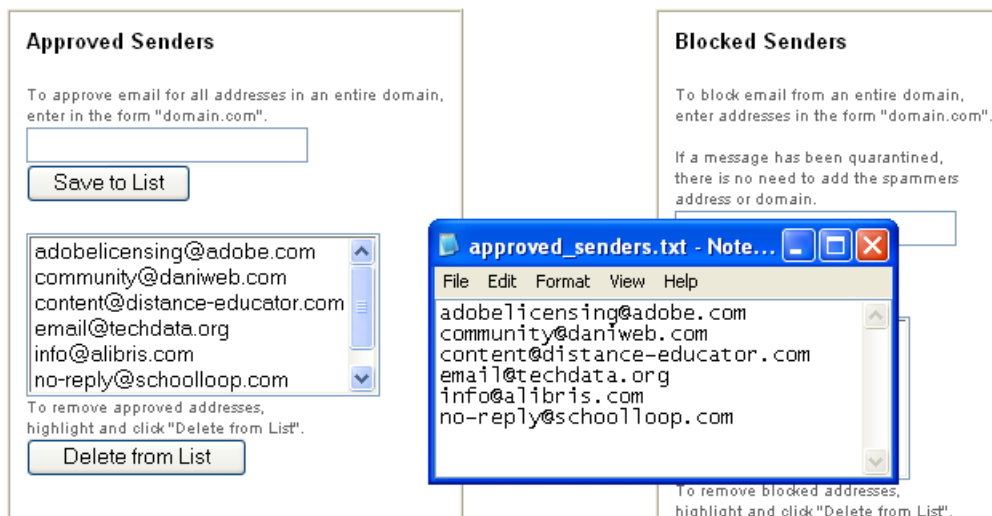 Approved Senders
To approve email for all addresses in an entire domain,
enter in the form "domain.com".
Save to List
adobelicensing@adobe.com
community@daniweb.com
content@distance-educator.com
email@techdata.org
info@alibris.com
no-reply@schoolloop.com
To remove approved addresses,
highlight and click "Delete from List".
Delete from List
Blocked Senders
To block email from an entire domain,
enter addresses in the form "domain.com".
If a message has been quarantined,
there is no need to add the spammers
address or domain.
approved_senders.txt - Note...
File Edit Format View Help
adobelicensing@adobe.com
community@daniweb.com
content@distance-educator.com
email@techdata.org
info@alibris.com
no-reply@schoolloop.com
To remove blocked addresses,
highlight and click "Delete from List".